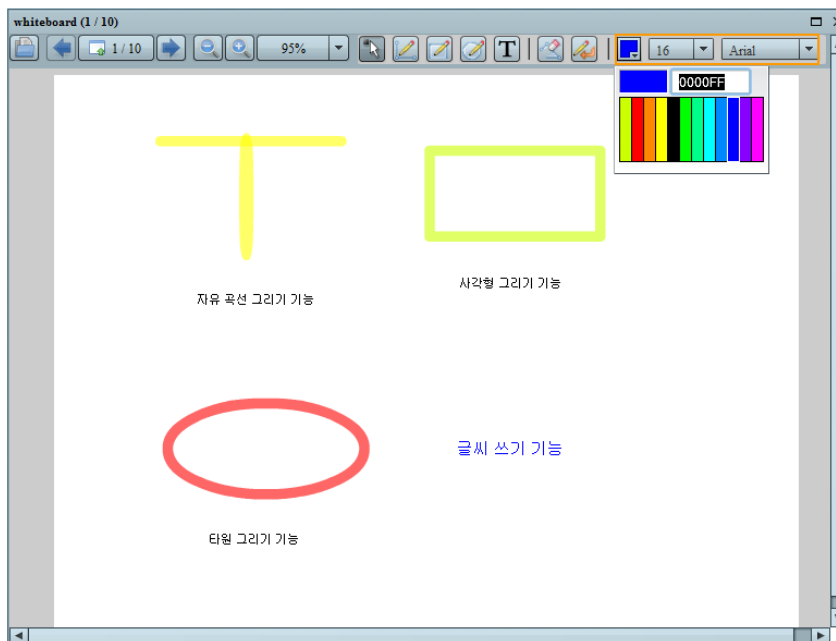 whiteboard (1 / 10)
1 / 10
95%
T
16
Arial
0000FF
자유 곡선 그리기 기능
사각형 그리기 기능
타원 그리기 기능
글씨 쓰기 기능